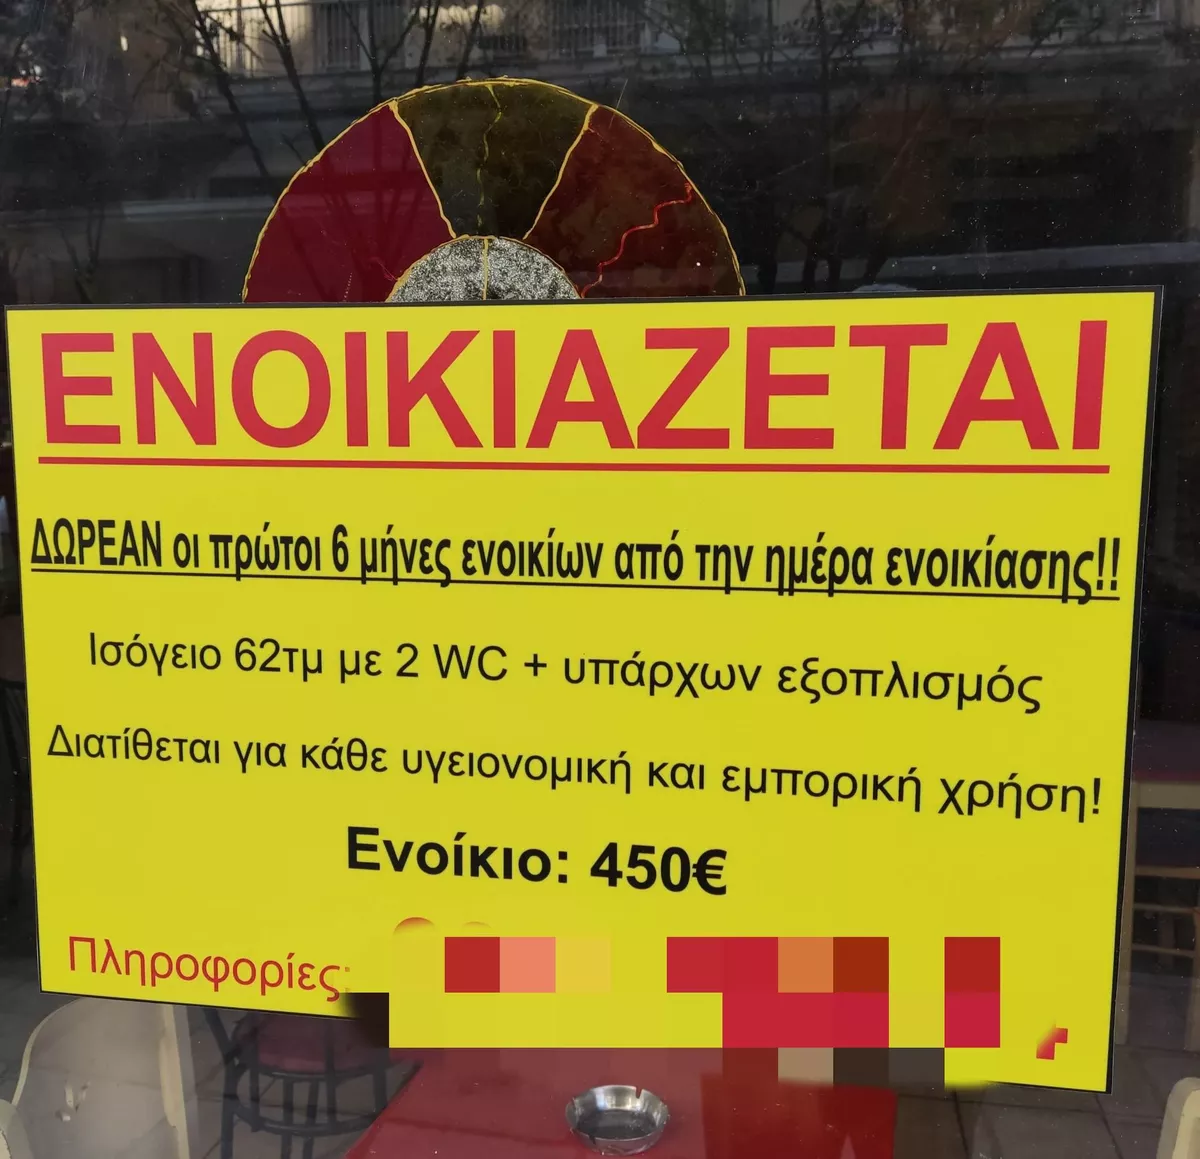 ΕΝΟΙΚΙΑΖΕΤΑΙ
ΔΩΡΕΑΝ οι πρώτοι 6 μήνες ενοικίων από την ημέρα ενοικίασης!!
Ισόγειο 62τμ με 2 WC + υπάρχων εξοπλισμός
Διατίθεται για κάθε υγειονομική και εμπορική χρήση!
Ενοίκιο: 450€
Πληροφορίες: